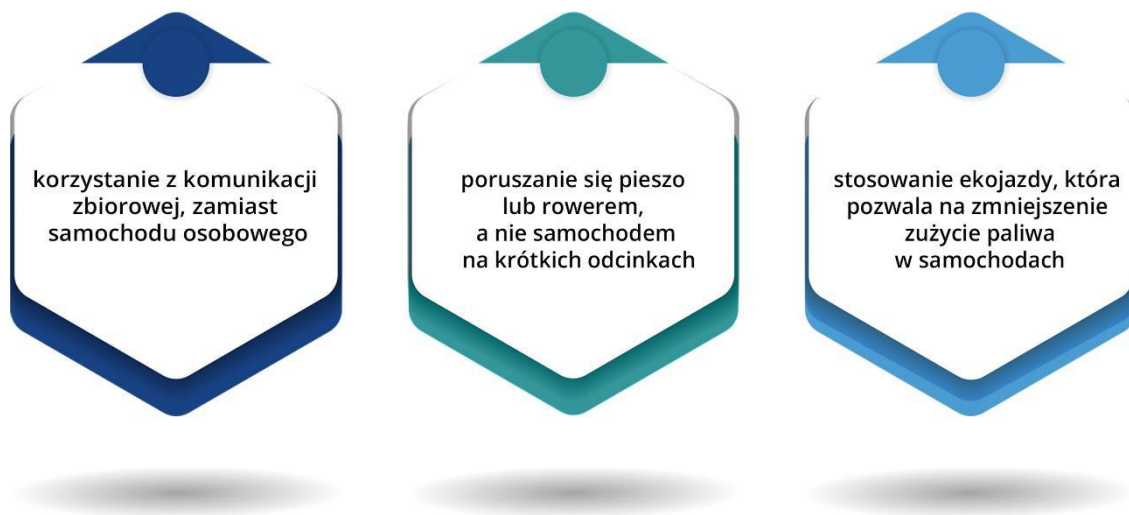 korzystanie z komunikacji
zbiorowej, zamiast
samochodu osobowego
poruszanie się pieszo
lub rowerem,
a nie samochodem
na krótkich odcinkach
stosowanie ekojazdy, która
pozwala na zmniejszenie
zużycie paliwa
w samochodach